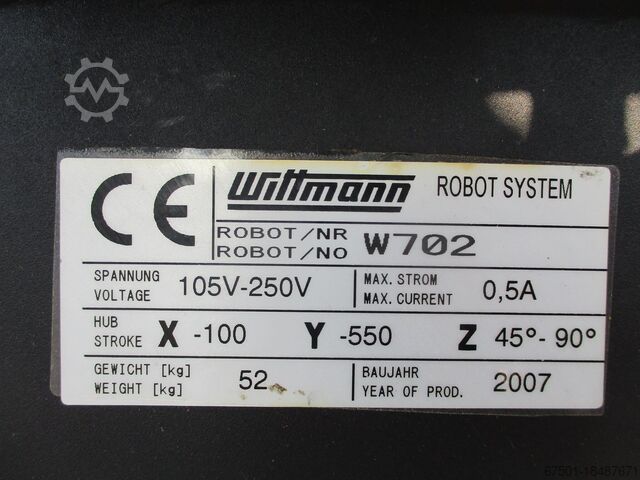 CE Wittmann ROBOT SYSTEM
ROBOT/NR
ROBOT/NO W702
SPANNUNG
VOLTAGE 105V-250V
MAX. STROM
MAX. CURRENT 0,5A
HUB
STROKE X -100 Y -550 Z 45°- 90°
GEWICHT [kg]
WEIGHT [kg] 52
BAUJAHR
YEAR OF PROD. 2007
67501-18487671